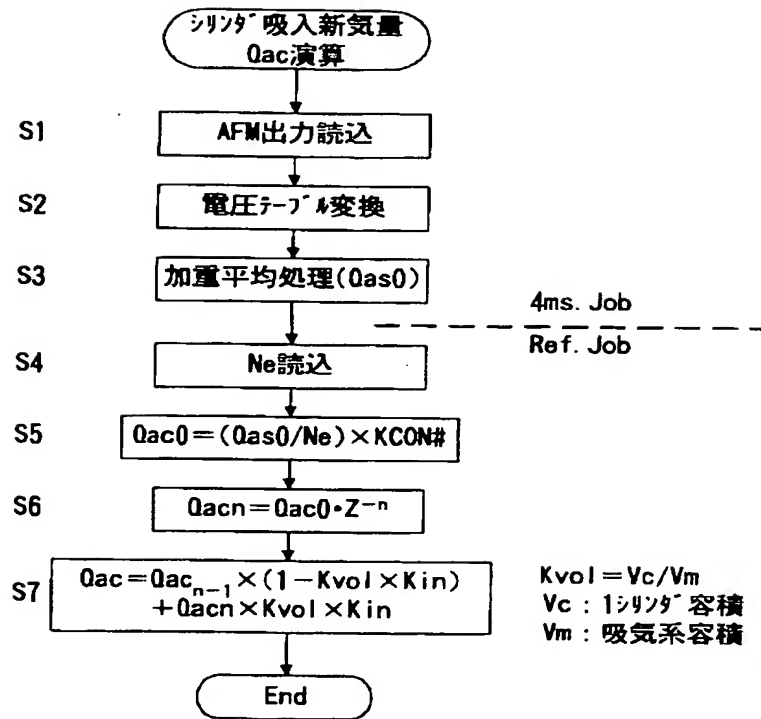 シリンダ吸入新気量
Qac演算
S1
AFM出力読込
S2
電圧テーブル変換
S3
加重平均処理(Qas0)
4ms. Job
Ref. Job
S4
Ne読込
S5
Qac0=(Qas0/Ne)×KCON#
S6
Qacn=Qac0・Z⁻ⁿ
S7
Qac=Qacₙ₋₁×(1−Kvol×Kin)
+Qacn×Kvol×Kin
Kvol=Vc/Vm
Vc:1シリンダ容積
Vm:吸気系容積
End